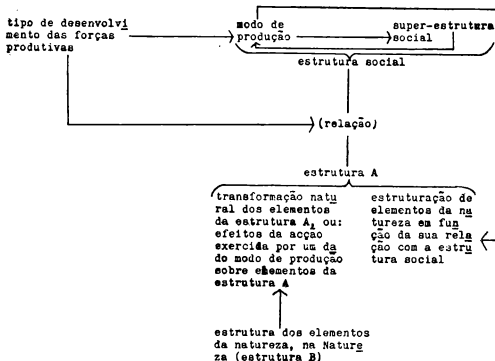 tipo de desenvolvi
mento das forças
produtivas
modo de
produção
super-estrutura
social
estrutura social
(relação)
estrutura A
transformação natu
ral dos elementos
da estrutura A, ou:
efeitos da acção
exercida por um da
do modo de produção
sobre elementos da
estrutura A
estruturação de
elementos da na
tureza em fun
ção da sua rela
ção com a estru
tura social
estrutura dos elementos
da natureza, na Nature
za (estrutura B)